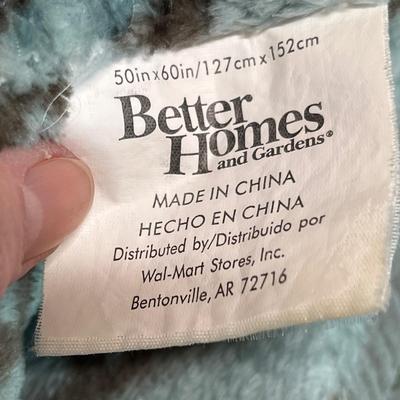 50in x 60in/127cm x 152cm
Better
Homes
and Gardens®
MADE IN CHINA
HECHO EN CHINA
Distributed by/Distribuido por
Wal-Mart Stores, Inc.
Bentonville, AR 72716